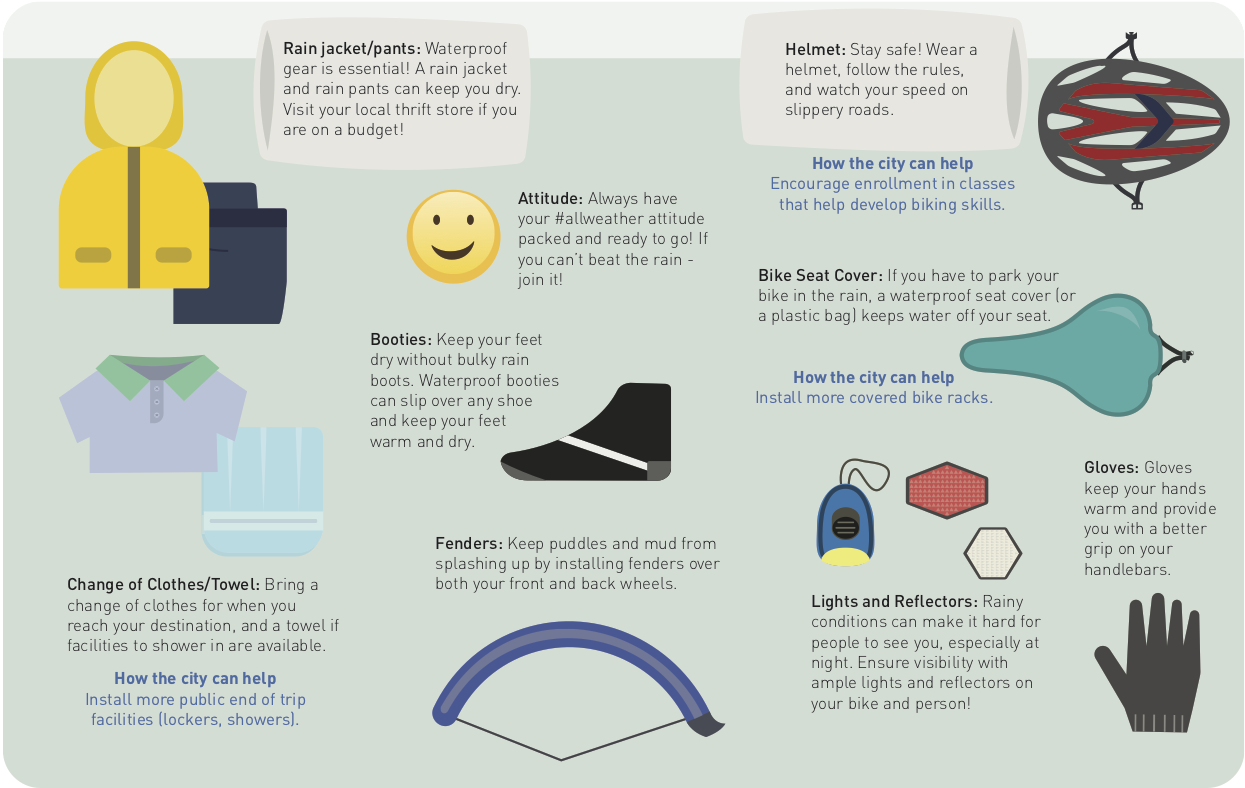 Rain jacket/pants: Waterproof
gear is essential! A rain jacket
and rain pants can keep you dry.
Visit your local thrift store if you
are on a budget!
Helmet: Stay safe! Wear a
helmet, follow the rules,
and watch your speed on
slippery roads.
How the city can help
Encourage enrollment in classes
that help develop biking skills.
Attitude: Always have
your #allweather attitude
packed and ready to go! If
you can't beat the rain -
join it!
Bike Seat Cover: If you have to park your
bike in the rain, a waterproof seat cover (or
a plastic bag) keeps water off your seat.
How the city can help
Install more covered bike racks.
Booties: Keep your feet
dry without bulky rain
boots. Waterproof booties
can slip over any shoe
and keep your feet
warm and dry.
Gloves: Gloves
keep your hands
warm and provide
you with a better
grip on your
handlebars.
Fenders: Keep puddles and mud from
splashing up by installing fenders over
both your front and back wheels.
Change of Clothes/Towel: Bring a
change of clothes for when you
reach your destination, and a towel if
facilities to shower in are available.
How the city can help
Install more public end of trip
facilities (lockers, showers).
Lights and Reflectors: Rainy
conditions can make it hard for
people to see you, especially at
night. Ensure visibility with
ample lights and reflectors on
your bike and person!